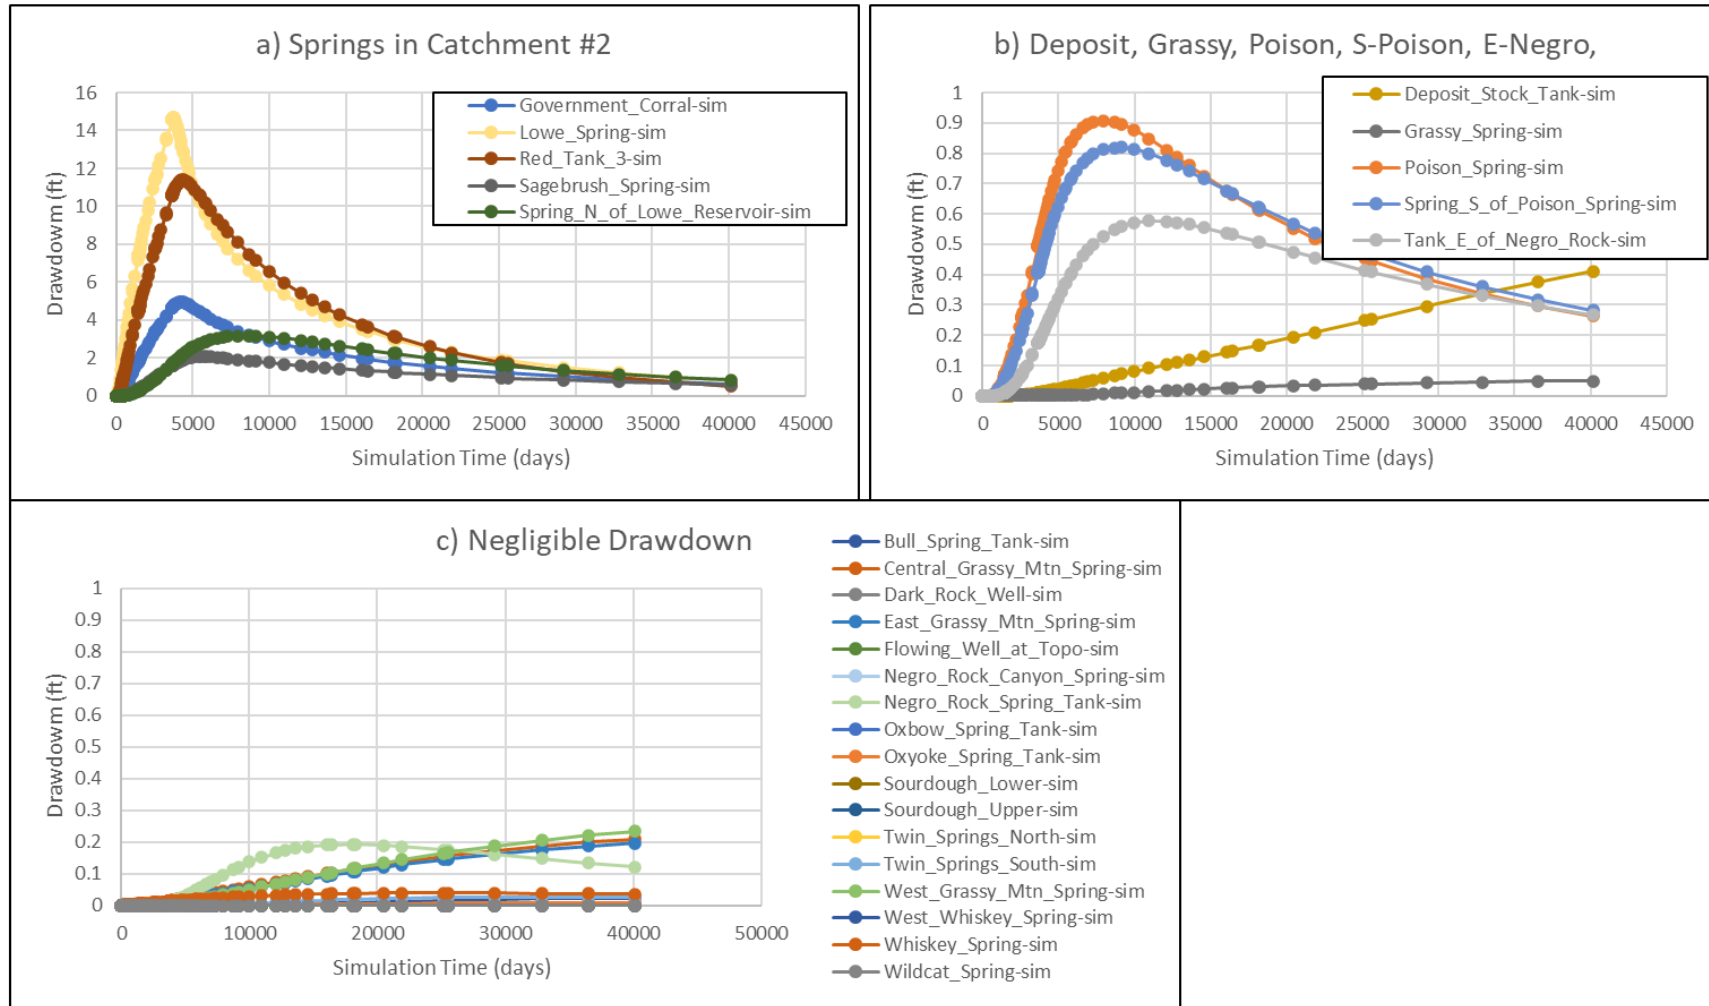 a) Springs in Catchment #2
16
14
12
10
8
6
4
2
0
Drawdowm (ft)
0 5000 10000 15000 20000 25000 30000 35000 40000 45000
Simulation Time (days)
Government_Corral-sim
Lowe_Spring-sim
Red_Tank_3-sim
Sagebrush_Spring-sim
Spring_N_of_Lowe_Reservoir-sim
b) Deposit, Grassy, Poison, S-Poison, E-Negro,
1
0.9
0.8
0.7
0.6
0.5
0.4
0.3
0.2
0.1
0
Drawdowm (ft)
0 5000 10000 15000 20000 25000 30000 35000 40000 45000
Simulation Time (days)
Deposit_Stock_Tank-sim
Grassy_Spring-sim
Poison_Spring-sim
Spring_S_of_Poison_Spring-sim
Tank_E_of_Negro_Rock-sim
c) Negligible Drawdown
1
0.9
0.8
0.7
0.6
0.5
0.4
0.3
0.2
0.1
0
Drawdowm (ft)
0 10000 20000 30000 40000 50000
Simulation Time (days)
Bull_Spring_Tank-sim
Central_Grassy_Mtn_Spring-sim
Dark_Rock_Well-sim
East_Grassy_Mtn_Spring-sim
Flowing_Well_at_Topo-sim
Negro_Rock_Canyon_Spring-sim
Negro_Rock_Spring_Tank-sim
Oxbow_Spring_Tank-sim
Oxyoke_Spring_Tank-sim
Sourdough_Lower-sim
Sourdough_Upper-sim
Twin_Springs_North-sim
Twin_Springs_South-sim
West_Grassy_Mtn_Spring-sim
West_Whiskey_Spring-sim
Whiskey_Spring-sim
Wildcat_Spring-sim